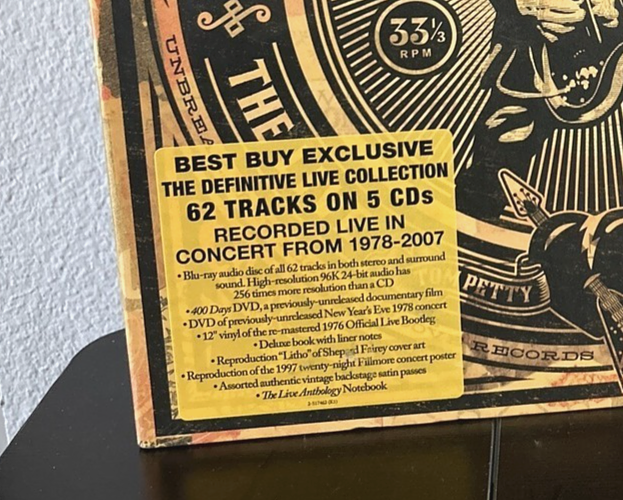 33 1/3
RPM
UNBREA
THE
BEST BUY EXCLUSIVE
THE DEFINITIVE LIVE COLLECTION
62 TRACKS ON 5 CDs
RECORDED LIVE IN
CONCERT FROM 1978-2007
• Blu-ray audio disc of all 62 tracks in both stereo and surround
sound. High-resolution 96K 24-bit audio has
256 times more resolution than a CD
• 400 Days DVD, a previously-unreleased documentary film
• DVD of previously-unreleased New Year's Eve 1978 concert
• 12" vinyl of the re-mastered 1976 Official Live Bootleg
• Deluxe book with liner notes
• Reproduction "Litho" of Shepard Fairey cover art
• Reproduction of the 1997 twenty-night Fillmore concert poster
• Assorted authentic vintage backstage satin passes
• The Live Anthology Notebook
PETTY
RECORDS